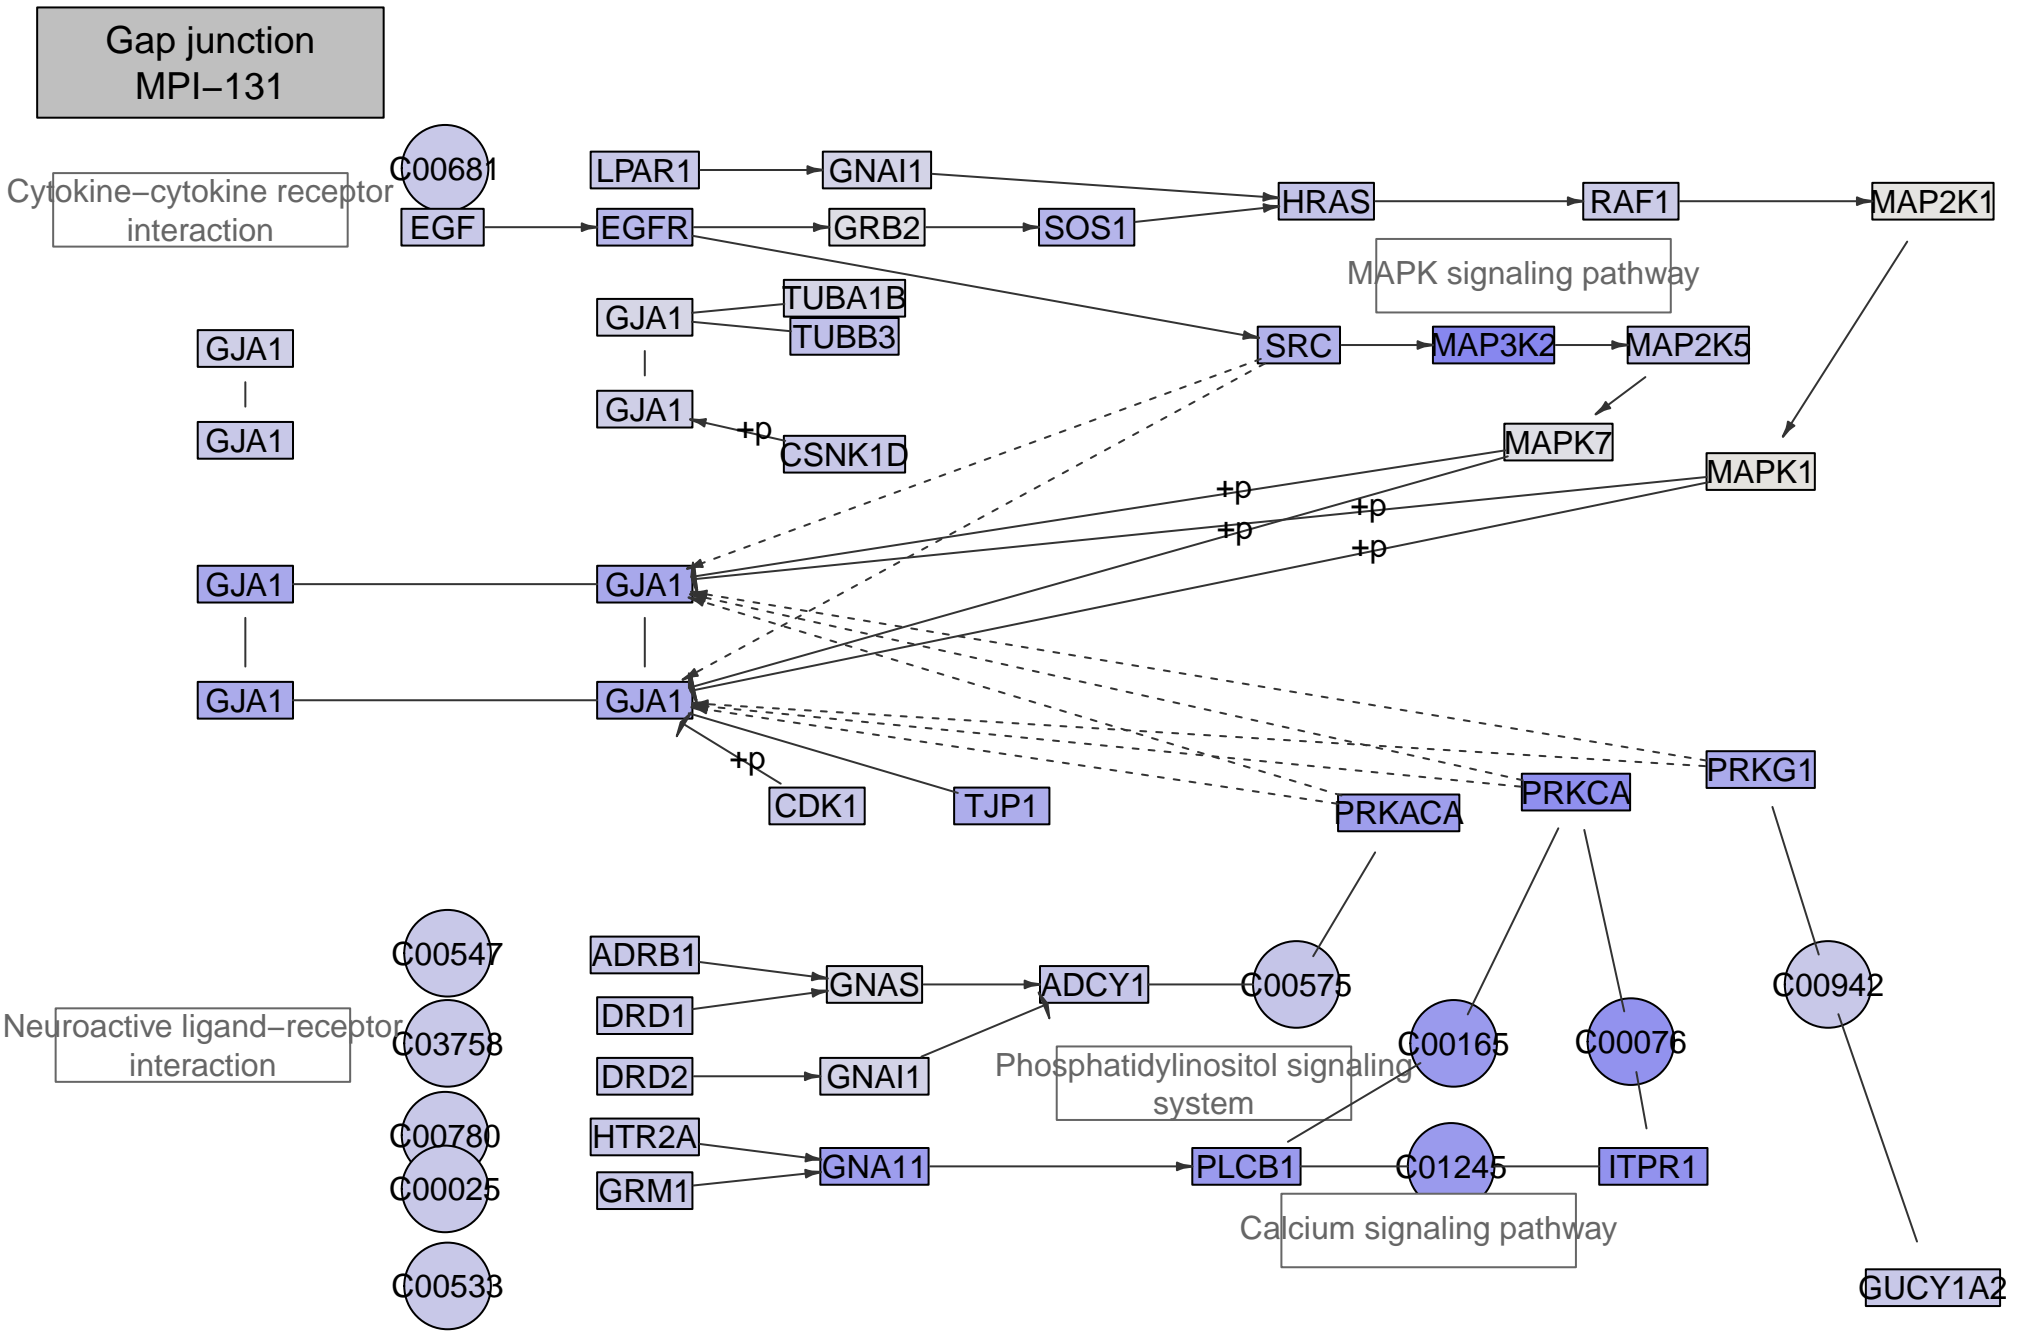 Gap junction
MPI−131
C00681
LPAR1
GNAI1
Cytokine−cytokine receptor
interaction
EGF
EGFR
GRB2
SOS1
HRAS
RAF1
MAP2K1
MAPK signaling pathway
TUBA1B
GJA1
TUBB3
GJA1
SRC
MAP3K2
MAP2K5
GJA1
+p
GJA1
CSNK1D
MAPK7
MAPK1
+p
+p
+p
+p
GJA1
GJA1
GJA1
GJA1
+p
CDK1
TJP1
PRKACA
PRKCA
PRKG1
C00547
ADRB1
GNAS
ADCY1
C00575
C00942
DRD1
Neuroactive ligand−receptor
interaction
C03758
C00165
C00076
DRD2
GNAI1
Phosphatidylinositol signaling
system
C00780
HTR2A
GNA11
PLCB1
C01245
ITPR1
C00025
GRM1
Calcium signaling pathway
C00533
GUCY1A2